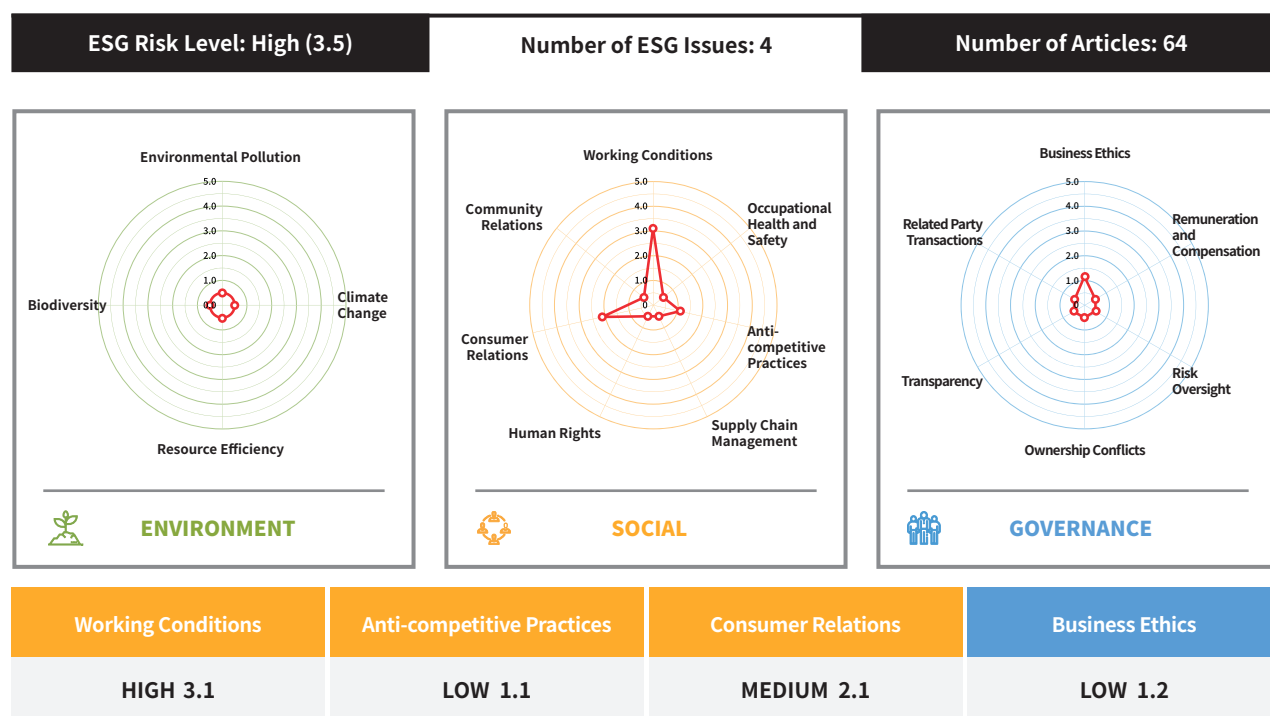 ESG Risk Level: High (3.5)
Number of ESG Issues: 4
Number of Articles: 64
Environmental Pollution
5.0
4.0
3.0
2.0
1.0
Biodiversity
Climate
Change
Resource Efficiency
ENVIRONMENT
Working Conditions
5.0
4.0
3.0
2.0
1.0
0
Community
Relations
Occupational
Health and
Safety
Consumer
Relations
Anti-
competitive
Practices
Human Rights
Supply Chain
Management
SOCIAL
Business Ethics
5.0
4.0
3.0
2.0
1.0
0
Related Party
Transactions
Remuneration
and
Compensation
Transparency
Risk
Oversight
Ownership Conflicts
GOVERNANCE
Working Conditions
Anti-competitive Practices
Consumer Relations
Business Ethics
HIGH 3.1
LOW 1.1
MEDIUM 2.1
LOW 1.2